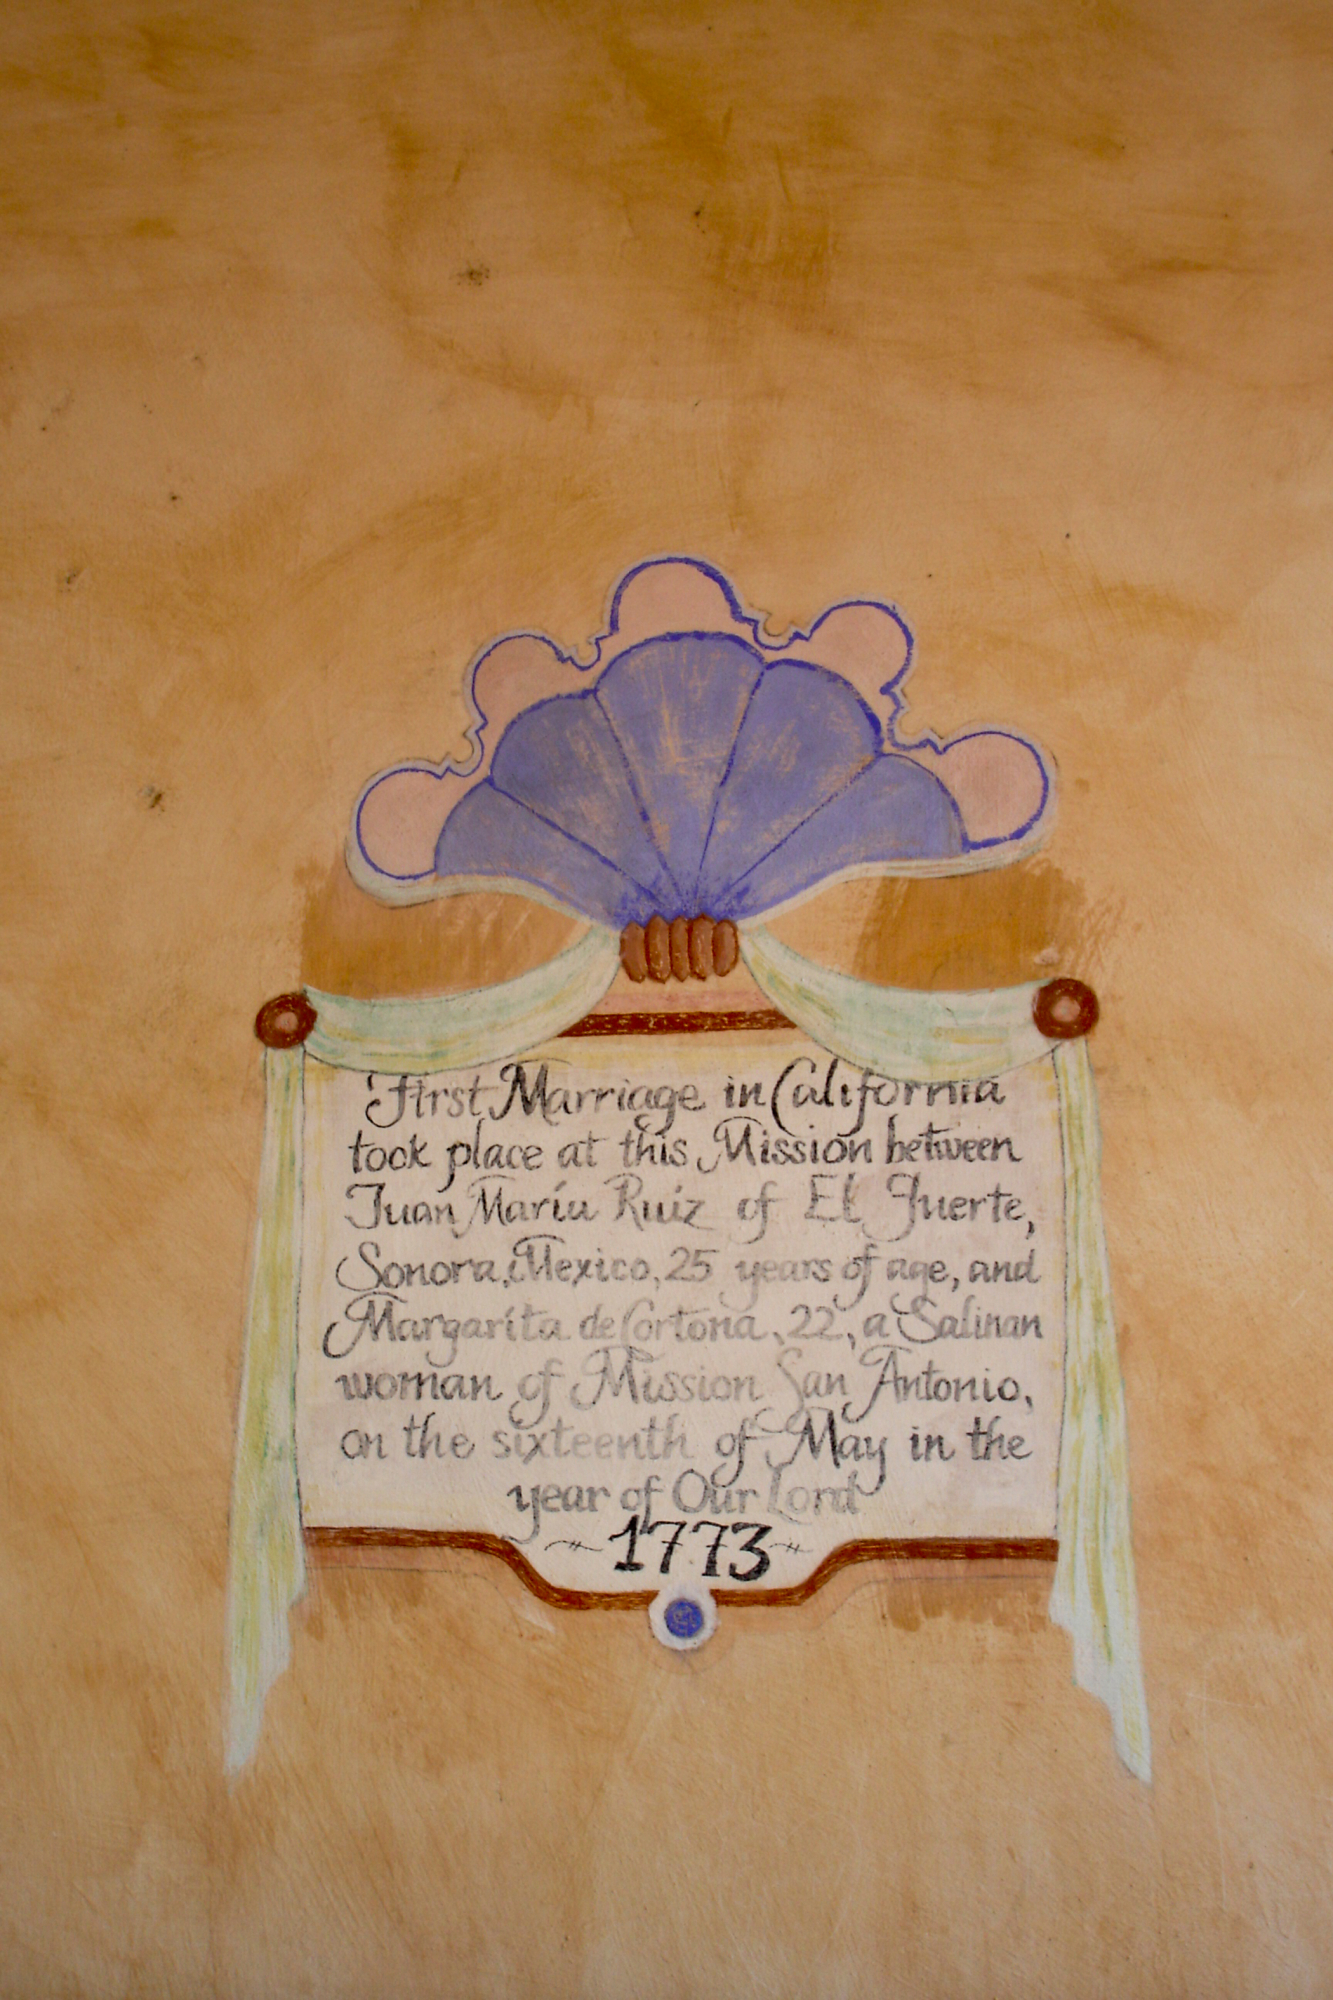 First Marriage in California
took place at this Mission between
Juan María Ruiz of El Fuerte,
Sonora, Mexico, 25 years of age, and
Margaríta de Cortona, 22, a Salinan
woman of Mission San Antonio,
on the sixteenth of May in the
year of Our Lord
1773